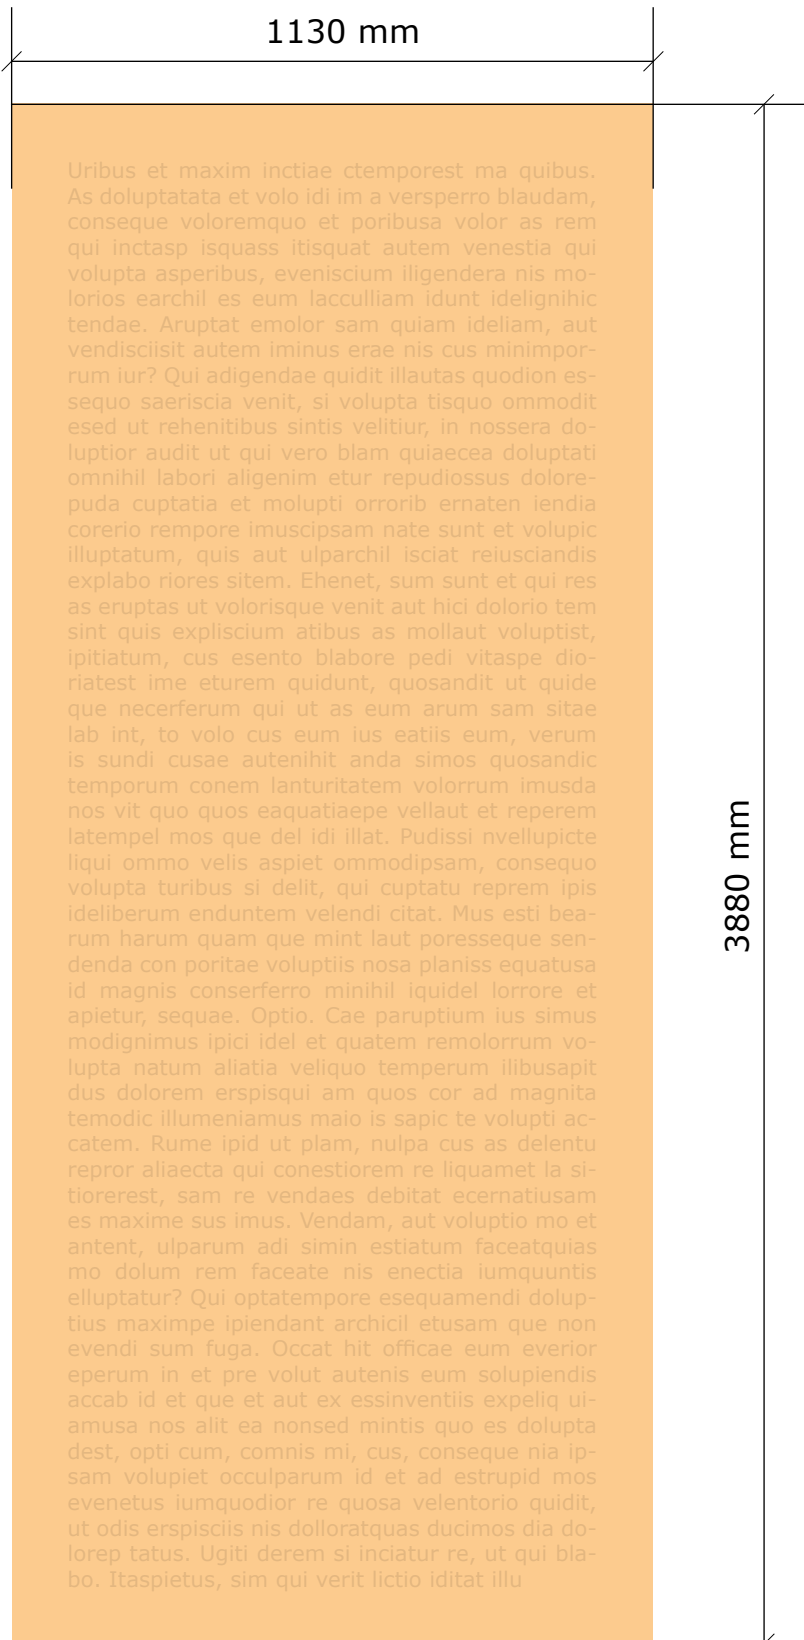 1130 mm
Uribus et maxim inctiae ctemporest ma quibus.
As doluptatata et volo idi im a versperro blaudam,
conseque voloremquo et poribusa volor as rem
qui inctasp isquass itisquat autem venestia qui
volupta asperibus, eveniscium iligendera nis mo-
lorios earchil es eum lacculliam idunt idelignihic
tendae. Aruptat emolor sam quiam ideliam, aut
vendisciisit autem iminus erae nis cus minimpor-
rum iur? Qui adigendae quidit illautas quodion es-
sequo saeriscia venit, si volupta tisquo ommodit
esed ut rehenitibus sintis velitiur, in nossera do-
luptior audit ut qui vero blam quiaecea doluptati
omnihil labori aligenim etur repudiossus dolore-
puda cuptatia et molupti orrorib ernaten iendia
corerio rempore imuscipsam nate sunt et volupic
illuptatum, quis aut ulparchil isciat reiusciandis
explabo riores sitem. Ehenet, sum sunt et qui res
as eruptas ut volorisque venit aut hici dolorio tem
sint quis expliscium atibus as mollaut voluptist,
ipitiatum, cus esento blabore pedi vitaspe dio-
riatest ime eturem quidunt, quosandit ut quide
que necerferum qui ut as eum arum sam sitae
lab int, to volo cus eum ius eatiis eum, verum
is sundi cusae autenihit anda simos quosandic
temporum conem lanturitatem volorrum imusda
nos vit quo quos eaquatiaepe vellaut et reperem
latempel mos que del idi illat. Pudissi nvellupicte
liqui ommo velis aspiet ommodipsam, consequo
volupta turibus si delit, qui cuptatu reprem ipis
ideliberum enduntem velendi citat. Mus esti bea-
rum harum quam que mint laut poresseque sen-
denda con poritae voluptiis nosa planiss equatusa
id magnis conserferro minihil iquidel lorrore et
apietur, sequae. Optio. Cae paruptium ius simus
modignimus ipici idel et quatem remolorrum vo-
lupta natum aliatia veliquo temperum ilibusapit
dus dolorem erspisqui am quos cor ad magnita
temodic illumeniamus maio is sapic te volupti ac-
catem. Rume ipid ut plam, nulpa cus as delentu
repror aliaecta qui conestiorem re liquamet la si-
tiorerest, sam re vendaes debitat ecernatiusam
es maxime sus imus. Vendam, aut voluptio mo et
antent, ulparum adi simin estiatum faceatquias
mo dolum rem faceate nis enectia iumquuntis
elluptatur? Qui optatempore esequamendi dolup-
tius maximpe ipiendant archicil etusam que non
evendi sum fuga. Occat hit officae eum everior
eperum in et pre volut autenis eum solupiendis
accab id et que et aut ex essinventiis expeliq ui-
amusa nos alit ea nonsed mintis quo es dolupta
dest, opti cum, comnis mi, cus, conseque nia ip-
sam volupiet occulparum id et ad estrupid mos
evenetus iumquodior re quosa velentorio quidit,
ut odis erspisciis nis dolloratquas ducimos dia do-
lorep tatus. Ugiti derem si inciatur re, ut qui bla-
bo. Itaspietus, sim qui verit lictio iditat illu
3880 mm